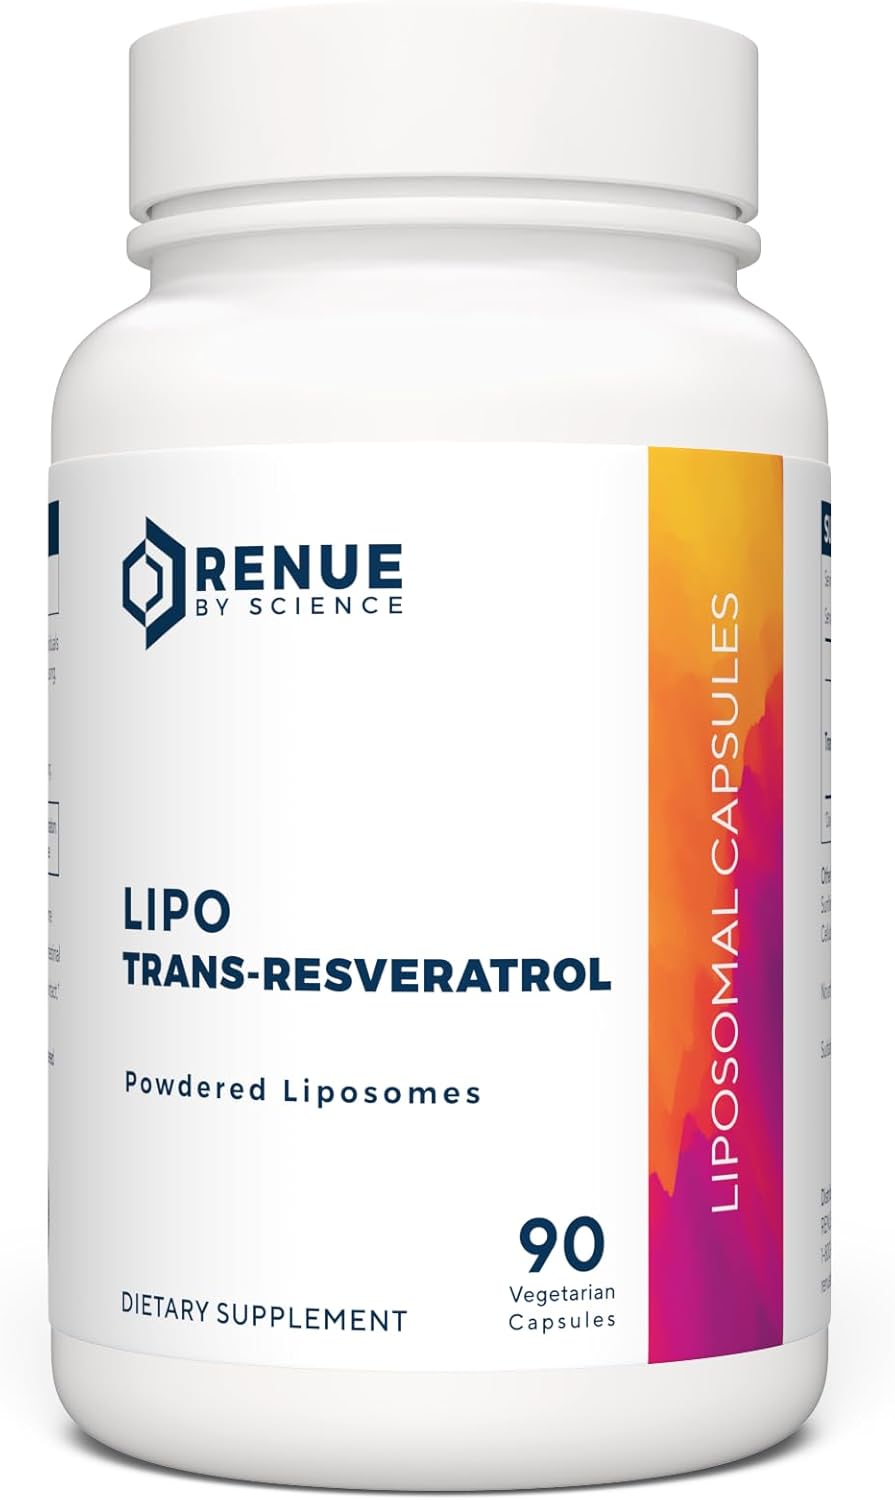 RENUE
BY SCIENCE
LIPO
TRANS-RESVERATROL
Powdered Liposomes
90
Vegetarian
Capsules
DIETARY SUPPLEMENT
LIPOSOMAL CAPSULES